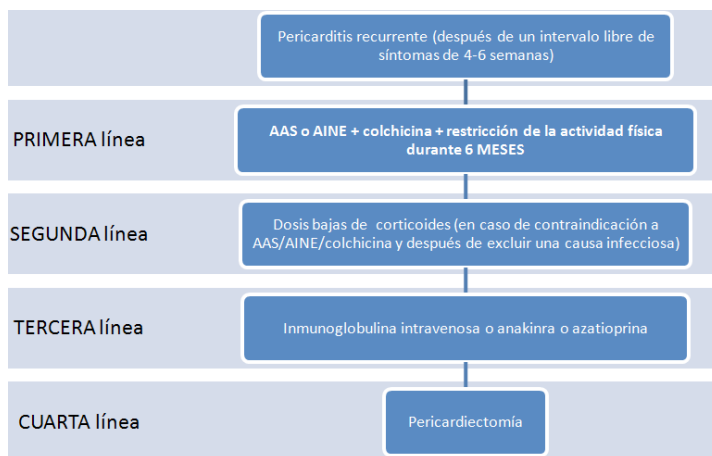 Pericarditis recurrente (después de un intervalo libre de
síntomas de 4-6 semanas)
PRIMERA línea
AAS o AINE + colchicina + restricción de la actividad física
durante 6 MESES
SEGUNDA línea
Dosis bajas de corticoides (en caso de contraindicación a
AAS/AINE/colchicina y después de excluir una causa infecciosa)
TERCERA línea
Inmunoglobulina intravenosa o anakinra o azatioprina
CUARTA línea
Pericardiectomía